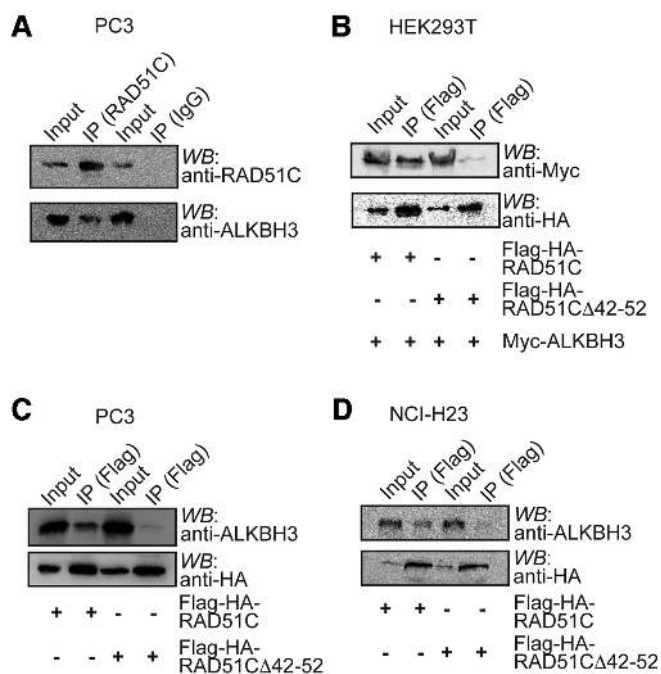 A
PC3
Input
IP (RAD51C)
Input
IP (IgG)
WB:
anti-RAD51C
WB:
anti-ALKBH3
B
HEK293T
Input
IP (Flag)
Input
IP (Flag)
WB:
anti-Myc
WB:
anti-HA
+ + - - Flag-HA-
RAD51C
- - + + Flag-HA-
RAD51CΔ42-52
+ + + + Myc-ALKBH3
C
PC3
Input
IP (Flag)
Input
IP (Flag)
WB:
anti-ALKBH3
WB:
anti-HA
+ + - - Flag-HA-
RAD51C
- - + + Flag-HA-
RAD51CΔ42-52
D
NCI-H23
Input
IP (Flag)
Input
IP (Flag)
WB:
anti-ALKBH3
WB:
anti-HA
+ + - - Flag-HA-
RAD51C
- - + + Flag-HA-
RAD51CΔ42-52